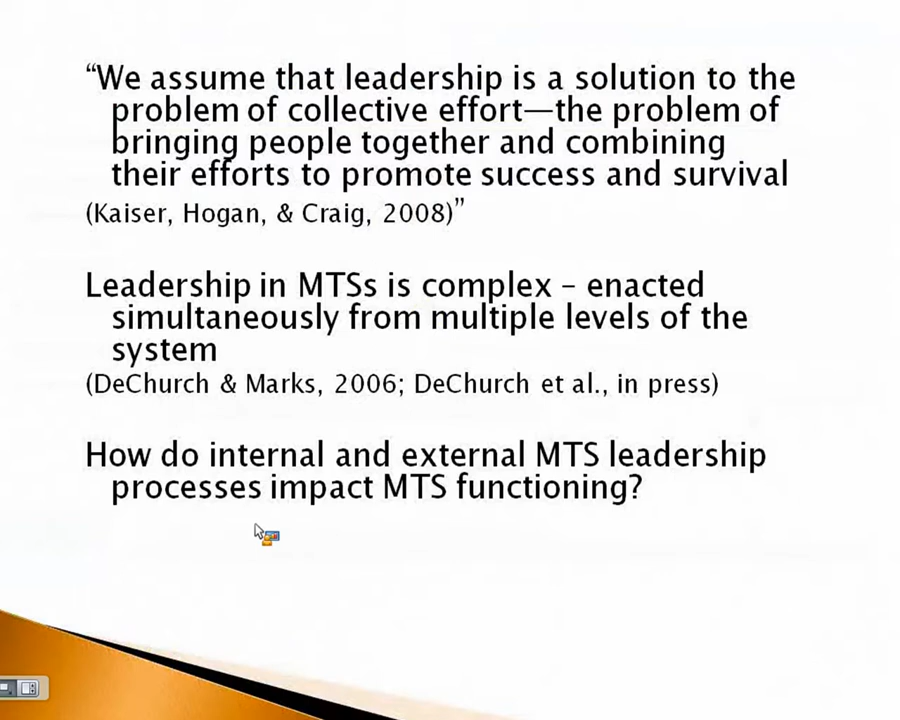 “We assume that leadership is a solution to the
problem of collective effort—the problem of
bringing people together and combining
their efforts to promote success and survival
(Kaiser, Hogan, & Craig, 2008)”
Leadership in MTSs is complex – enacted
simultaneously from multiple levels of the
system
(DeChurch & Marks, 2006; DeChurch et al., in press)
How do internal and external MTS leadership
processes impact MTS functioning?